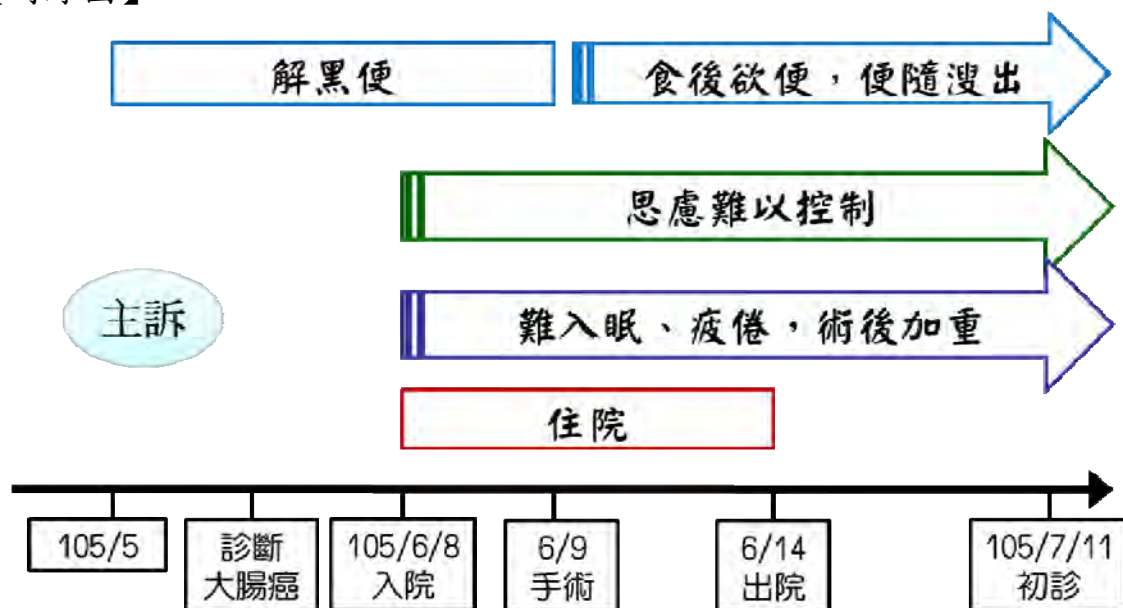 解黑便
食後欲便，便隨溲出
思慮難以控制
主訴
難入眠、疲倦，術後加重
住院
105/5
診斷
大腸癌
105/6/8
入院
6/9
手術
6/14
出院
105/7/11
初診